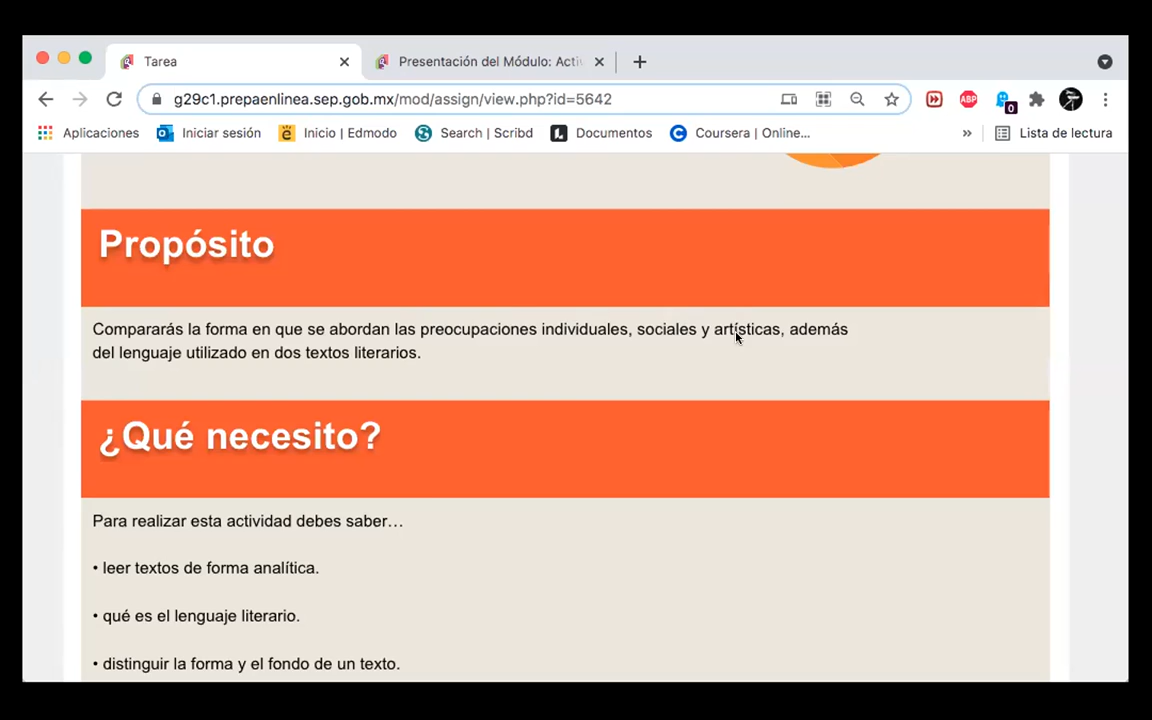 Tarea
Presentación del Módulo: Activ
g29c1.prepaenlinea.sep.gob.mx/mod/assign/view.php?id=5642
ABP
0
Aplicaciones
Iniciar sesión
Inicio | Edmodo
Search | Scribd
Documentos
Coursera | Online...
»
Lista de lectura
Propósito
Compararás la forma en que se abordan las preocupaciones individuales, sociales y artísticas, además
del lenguaje utilizado en dos textos literarios.
¿Qué necesito?
Para realizar esta actividad debes saber…
• leer textos de forma analítica.
• qué es el lenguaje literario.
• distinguir la forma y el fondo de un texto.